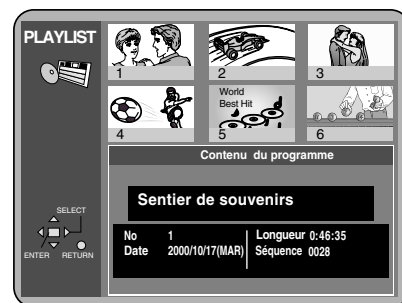 PLAYLIST
1
2
3
World
Best Hit
4
5
6
Contenu du programme
Sentier de souvenirs
No 1 Longueur 0:46:35
Date 2000/10/17(MAR) Séquence 0028
SELECT
ENTER RETURN